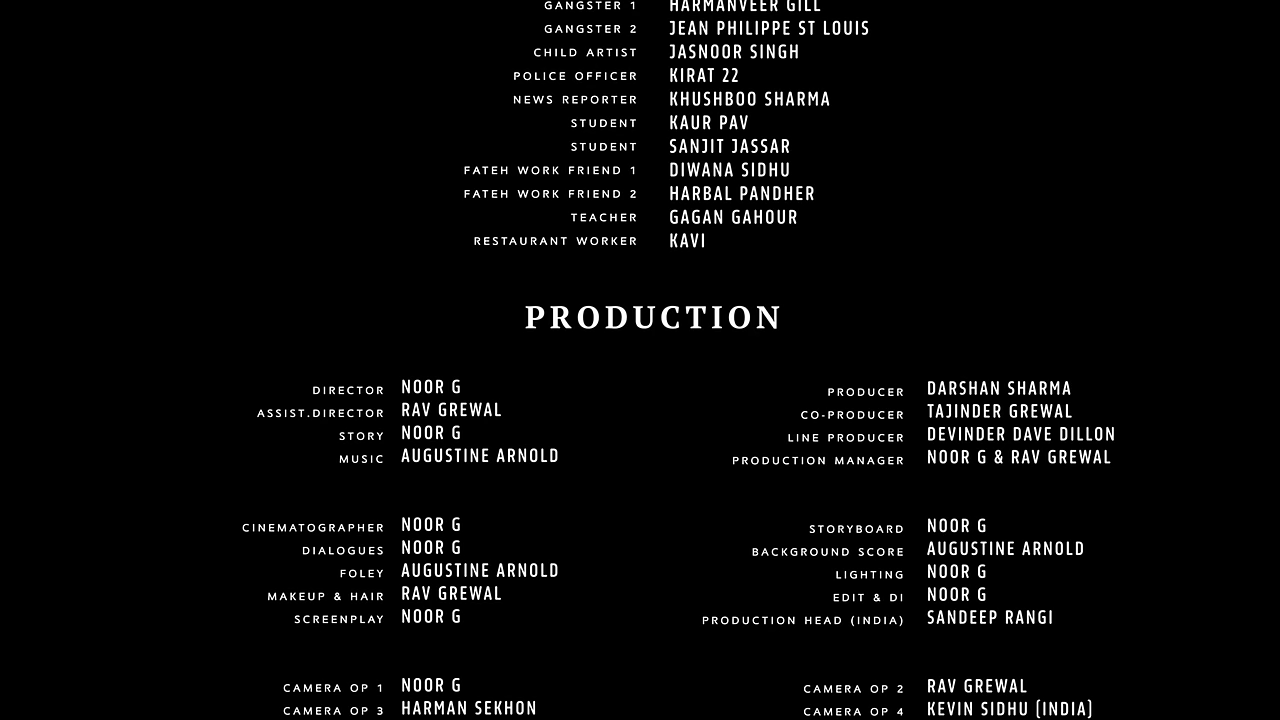 GANGSTER 1 HARMANVEER GILL
GANGSTER 2 JEAN PHILIPPE ST LOUIS
CHILD ARTIST JASNOOR SINGH
POLICE OFFICER KIRAT 22
NEWS REPORTER KHUSHBOO SHARMA
STUDENT KAUR PAV
STUDENT SANJIT JASSAR
FATEH WORK FRIEND 1 DIWANA SIDHU
FATEH WORK FRIEND 2 HARBAL PANDHER
TEACHER GAGAN GAHOUR
RESTAURANT WORKER KAVI
PRODUCTION
DIRECTOR NOOR G
ASSIST.DIRECTOR RAV GREWAL
STORY NOOR G
MUSIC AUGUSTINE ARNOLD
PRODUCER DARSHAN SHARMA
CO-PRODUCER TAJINDER GREWAL
LINE PRODUCER DEVINDER DAVE DILLON
PRODUCTION MANAGER NOOR G & RAV GREWAL
CINEMATOGRAPHER NOOR G
DIALOGUES NOOR G
FOLEY AUGUSTINE ARNOLD
MAKEUP & HAIR RAV GREWAL
SCREENPLAY NOOR G
STORYBOARD NOOR G
BACKGROUND SCORE AUGUSTINE ARNOLD
LIGHTING NOOR G
EDIT & DI NOOR G
PRODUCTION HEAD (INDIA) SANDEEP RANGI
CAMERA OP 1 NOOR G
CAMERA OP 3 HARMAN SEKHON
CAMERA OP 2 RAV GREWAL
CAMERA OP 4 KEVIN SIDHU (INDIA)